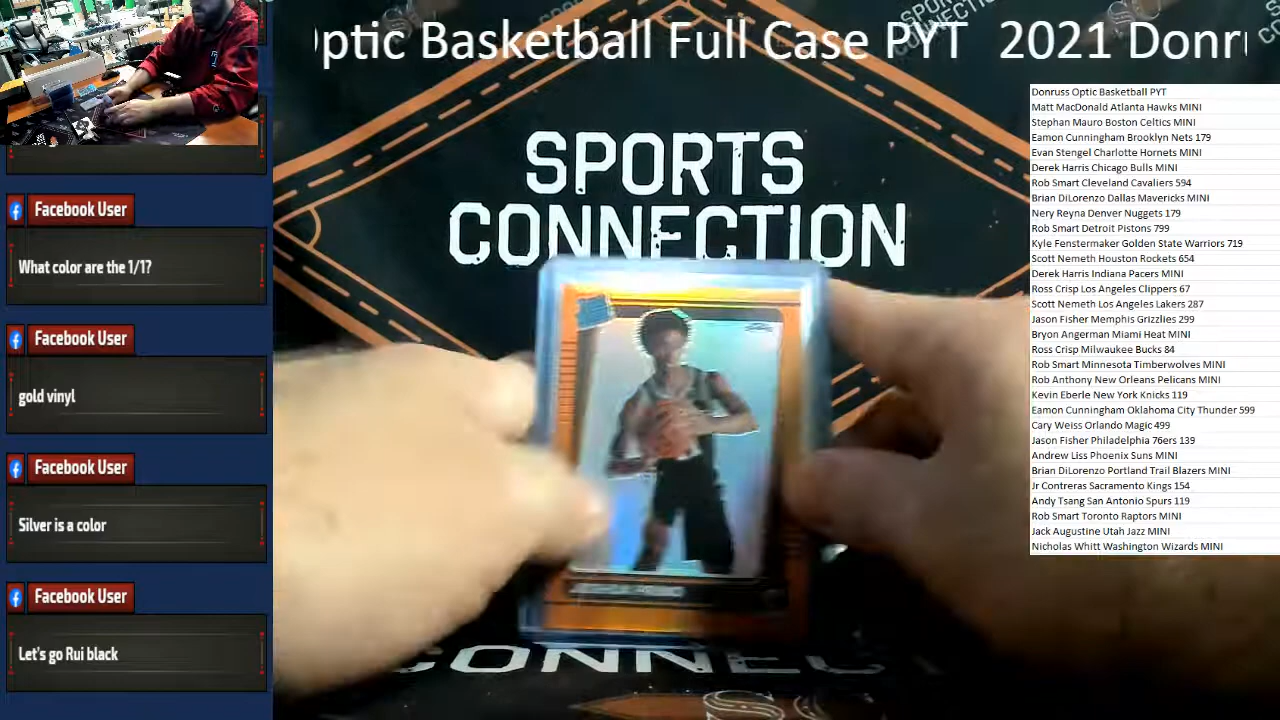 ptic Basketball Full Case PYT 2021 Donr
SPORTS
CONNECTION
Facebook User
What color are the 1/1?
Facebook User
gold vinyl
Facebook User
Silver is a color
Facebook User
Let's go Rui black
Donruss Optic Basketball PYT
Matt MacDonald Atlanta Hawks MINI
Stephan Mauro Boston Celtics MINI
Eamon Cunningham Brooklyn Nets 179
Evan Stengel Charlotte Hornets MINI
Derek Harris Chicago Bulls MINI
Rob Smart Cleveland Cavaliers 594
Brian DiLorenzo Dallas Mavericks MINI
Nery Reyna Denver Nuggets 179
Rob Smart Detroit Pistons 799
Kyle Fenstermaker Golden State Warriors 719
Scott Nemeth Houston Rockets 654
Derek Harris Indiana Pacers MINI
Ross Crisp Los Angeles Clippers 67
Scott Nemeth Los Angeles Lakers 287
Jason Fisher Memphis Grizzlies 299
Bryon Angerman Miami Heat MINI
Ross Crisp Milwaukee Bucks 84
Rob Smart Minnesota Timberwolves MINI
Rob Anthony New Orleans Pelicans MINI
Kevin Eberle New York Knicks 119
Eamon Cunningham Oklahoma City Thunder 599
Cary Weiss Orlando Magic 499
Jason Fisher Philadelphia 76ers 139
Andrew Liss Phoenix Suns MINI
Brian DiLorenzo Portland Trail Blazers MINI
Jr Contreras Sacramento Kings 154
Andy Tsang San Antonio Spurs 119
Rob Smart Toronto Raptors MINI
Jack Augustine Utah Jazz MINI
Nicholas Whitt Washington Wizards MINI
CONNEC